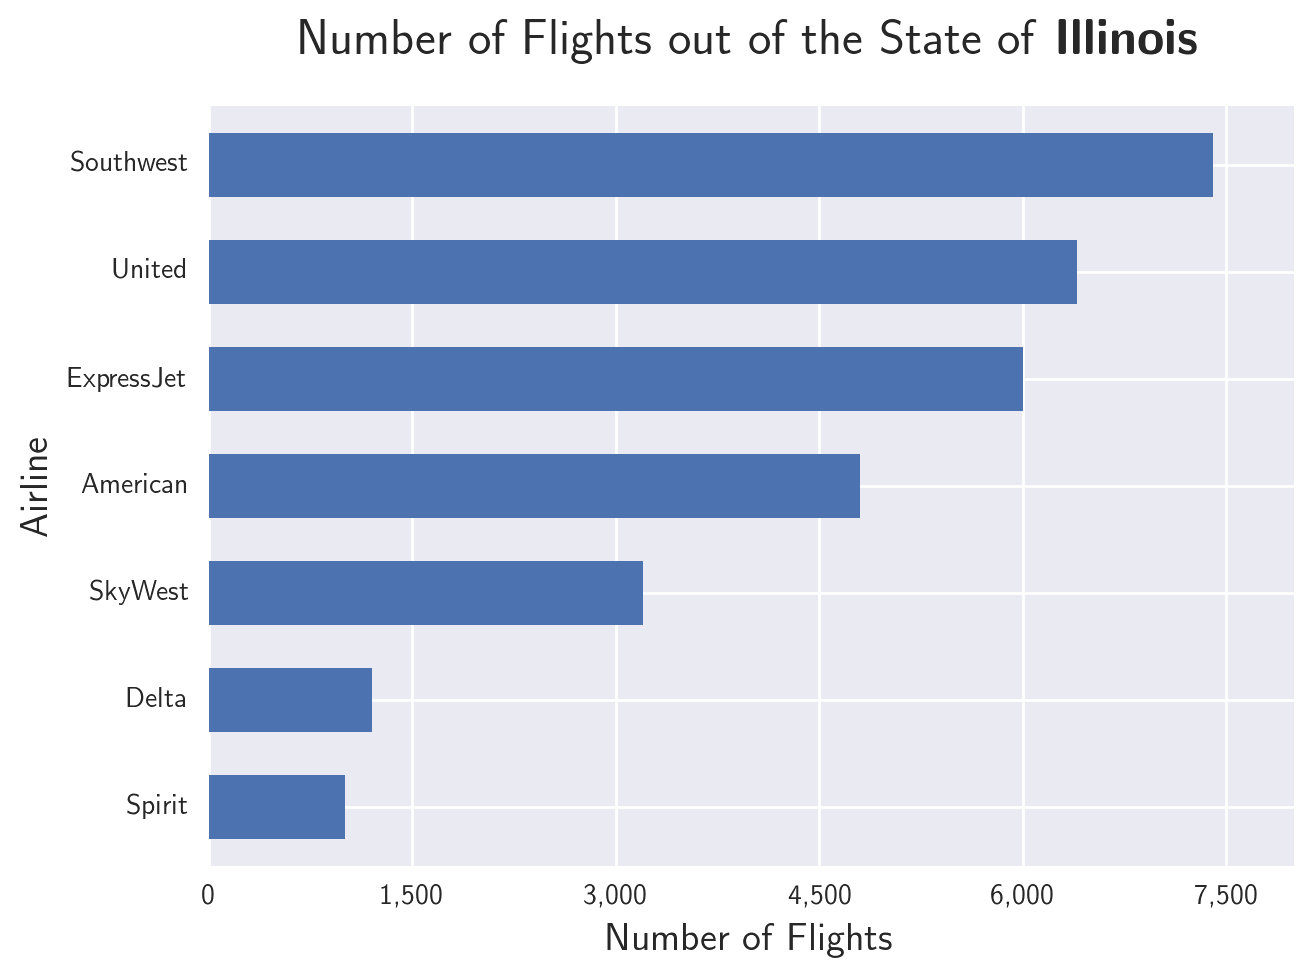 Number of Flights out of the State of Illinois
Southwest
United
ExpressJet
American
SkyWest
Delta
Spirit
Airline
0 1,500 3,000 4,500 6,000 7,500
Number of Flights